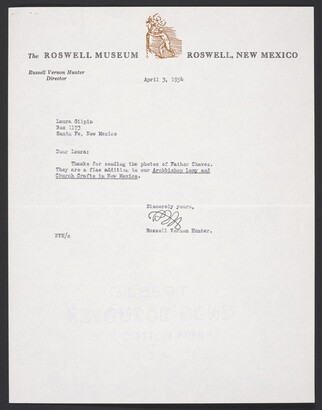 The ROSWELL MUSEUM ROSWELL, NEW MEXICO
Russell Vernon Hunter
Director
April 3, 1954
Laura Gilpin
Box 1173
Santa Fe, New Mexico
Dear Laura:
Thanks for sending the photos of Father Chavez.
They are a fine addition to our Archbishop Lamy and
Church Crafts in New Mexico.
Sincerely yours,
Russell Vernon Hunter.
RVH/s